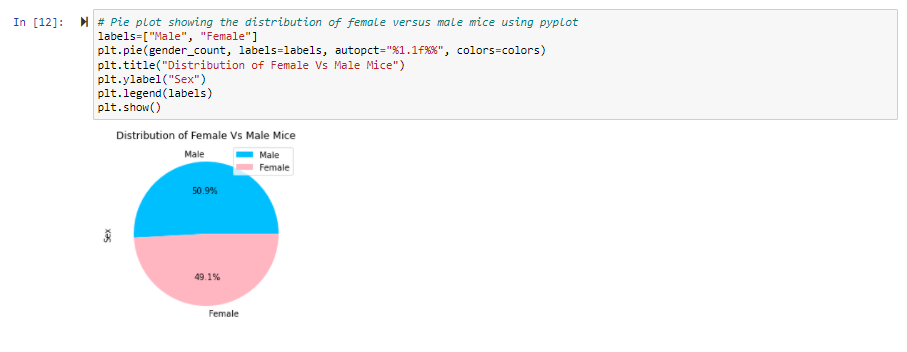 In [12]:
# Pie plot showing the distribution of female versus male mice using pyplot
labels=["Male", "Female"]
plt.pie(gender_count, labels=labels, autopct="%1.1f%%", colors=colors)
plt.title("Distribution of Female Vs Male Mice")
plt.ylabel("Sex")
plt.legend(labels)
plt.show()
Distribution of Female Vs Male Mice
Male
Male
Female
50.9%
Sex
49.1%
Female